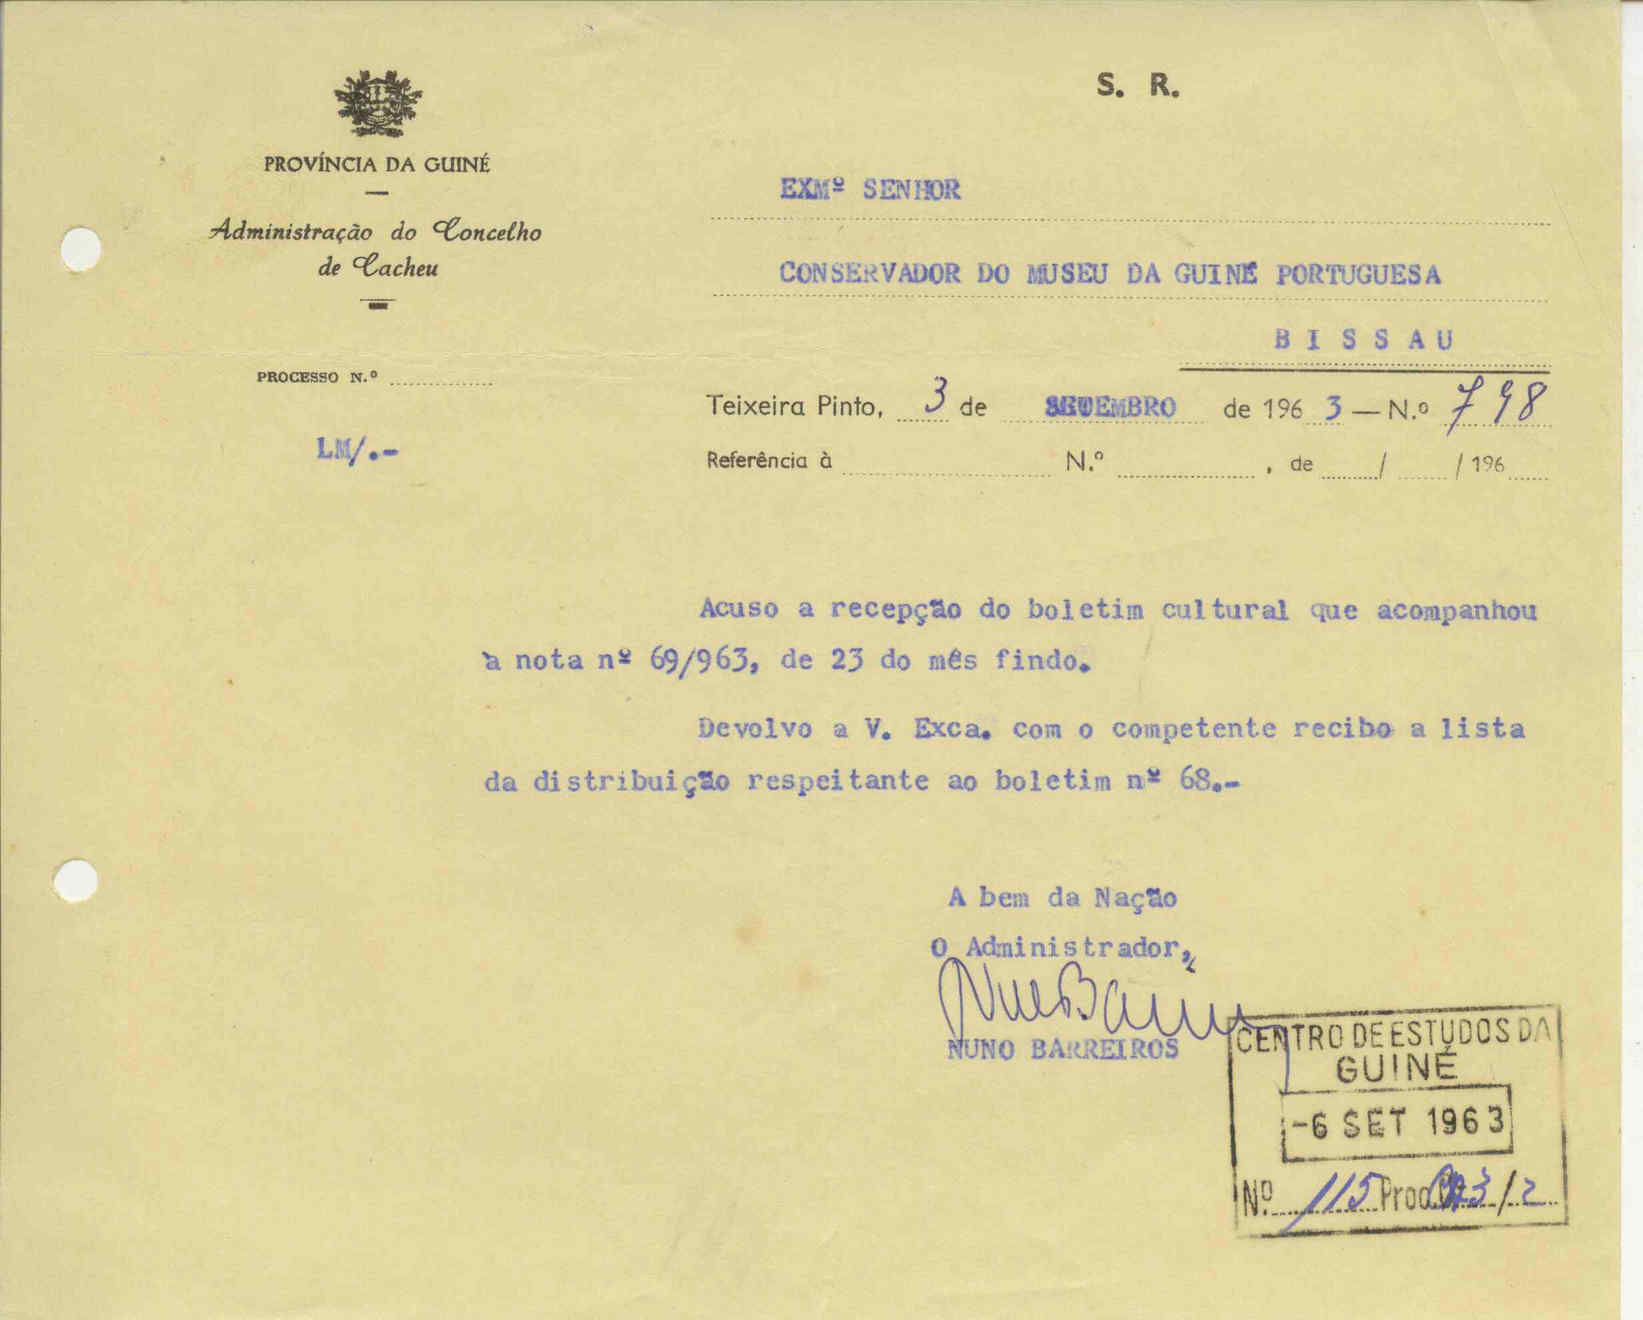 S. R.
PROVÍNCIA DA GUINÉ
Administração do Concelho
de Cacheu
PROCESSO N.º
LM/.-
EXMº SENHOR
CONSERVADOR DO MUSEU DA GUINÉ PORTUGUESA
B I S S A U
Teixeira Pinto, 3 de SETEMBRO de 1963 — N.º 798
Referência à N.º , de / / 196
Acuso a recepção do boletim cultural que acompanhou
à nota nº 69/963, de 23 do mês findo.
Devolvo a V. Exca. com o competente recibo a lista
da distribuição respeitante ao boletim nº 68.-
A bem da Nação
O Administrador,
NUNO BARREIROS
CENTRO DE ESTUDOS DA
GUINÉ
-6 SET 1963
Nº. 115 Proc. /2